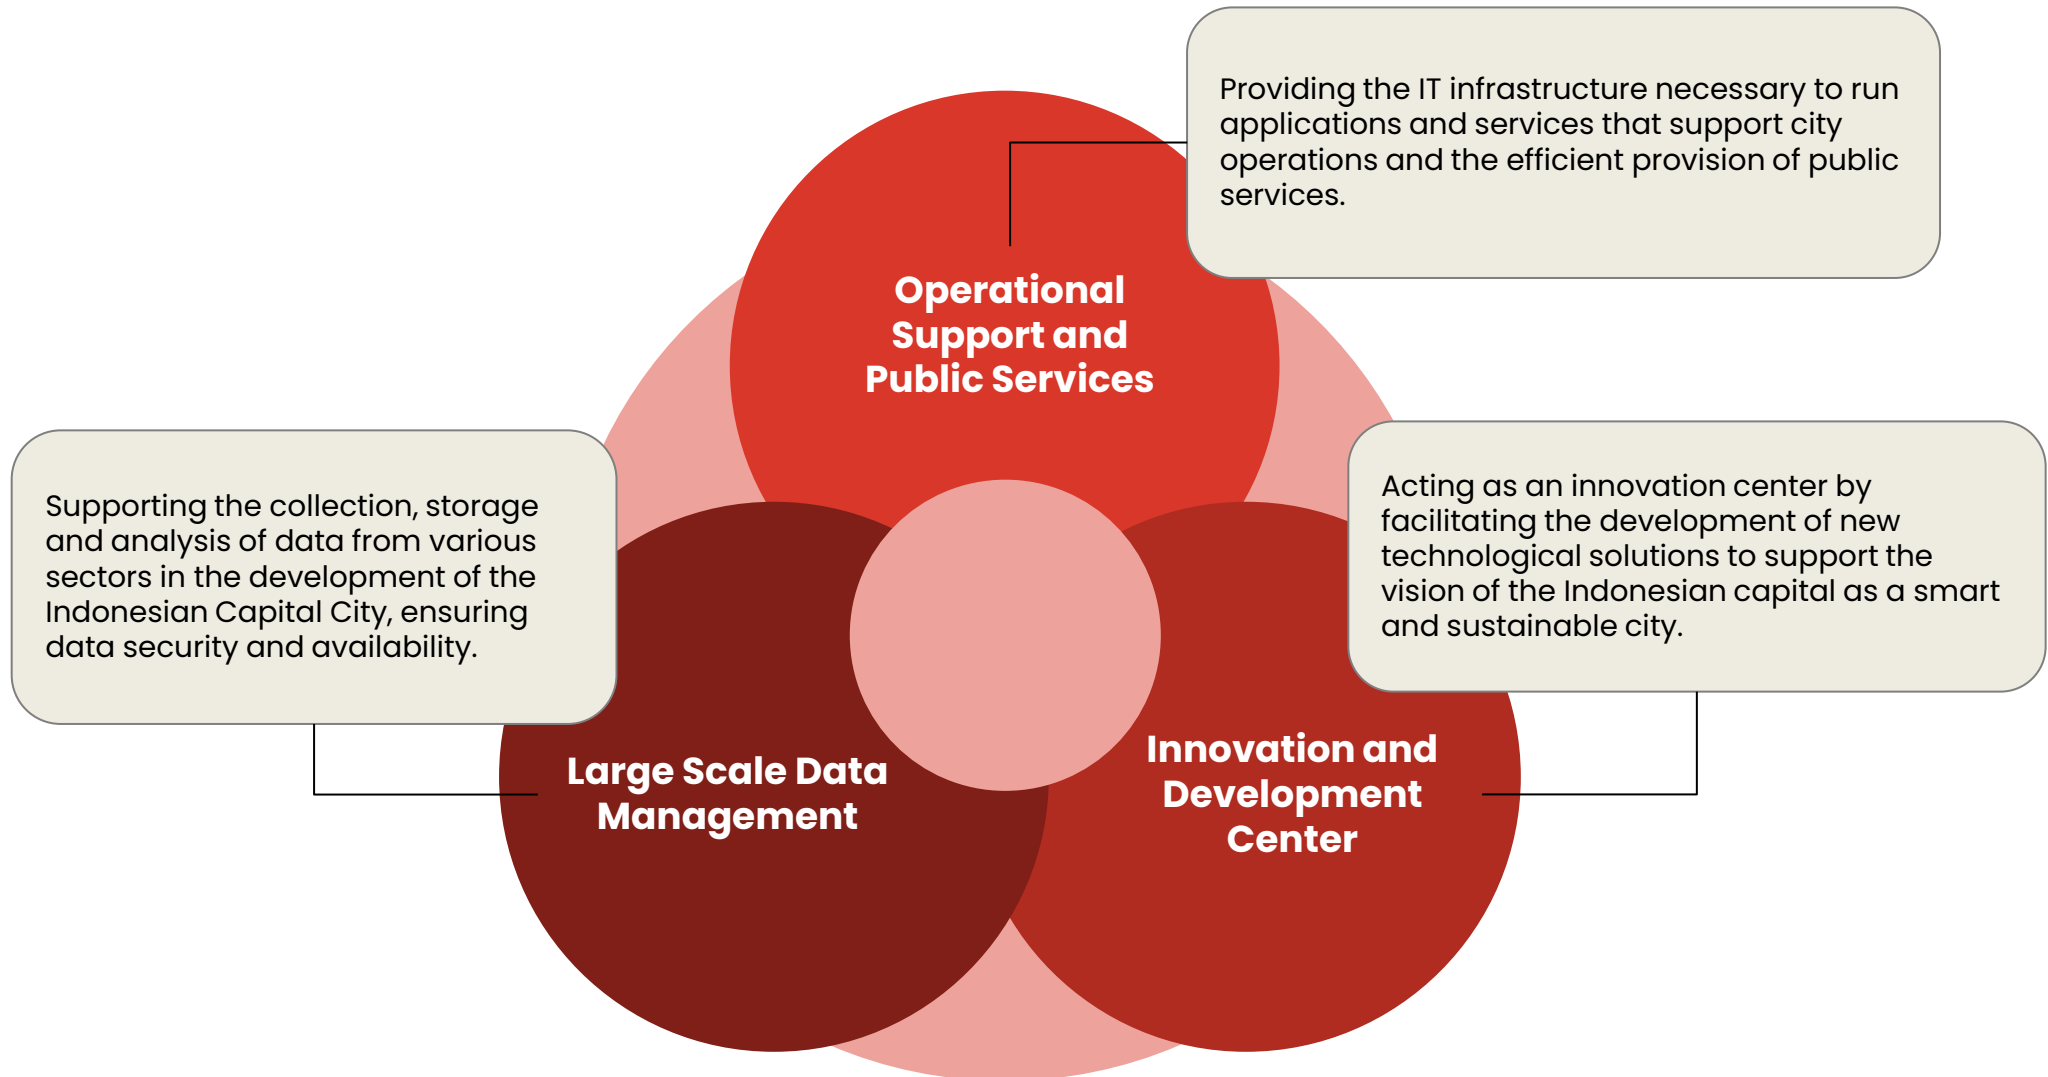 Providing the IT infrastructure necessary to run
applications and services that support city
operations and the efficient provision of public
services.
Operational
Support and
Public Services
Supporting the collection, storage
and analysis of data from various
sectors in the development of the
Indonesian Capital City, ensuring
data security and availability.
Acting as an innovation center by
facilitating the development of new
technological solutions to support the
vision of the Indonesian capital as a smart
and sustainable city.
Large Scale Data
Management
Innovation and
Development
Center